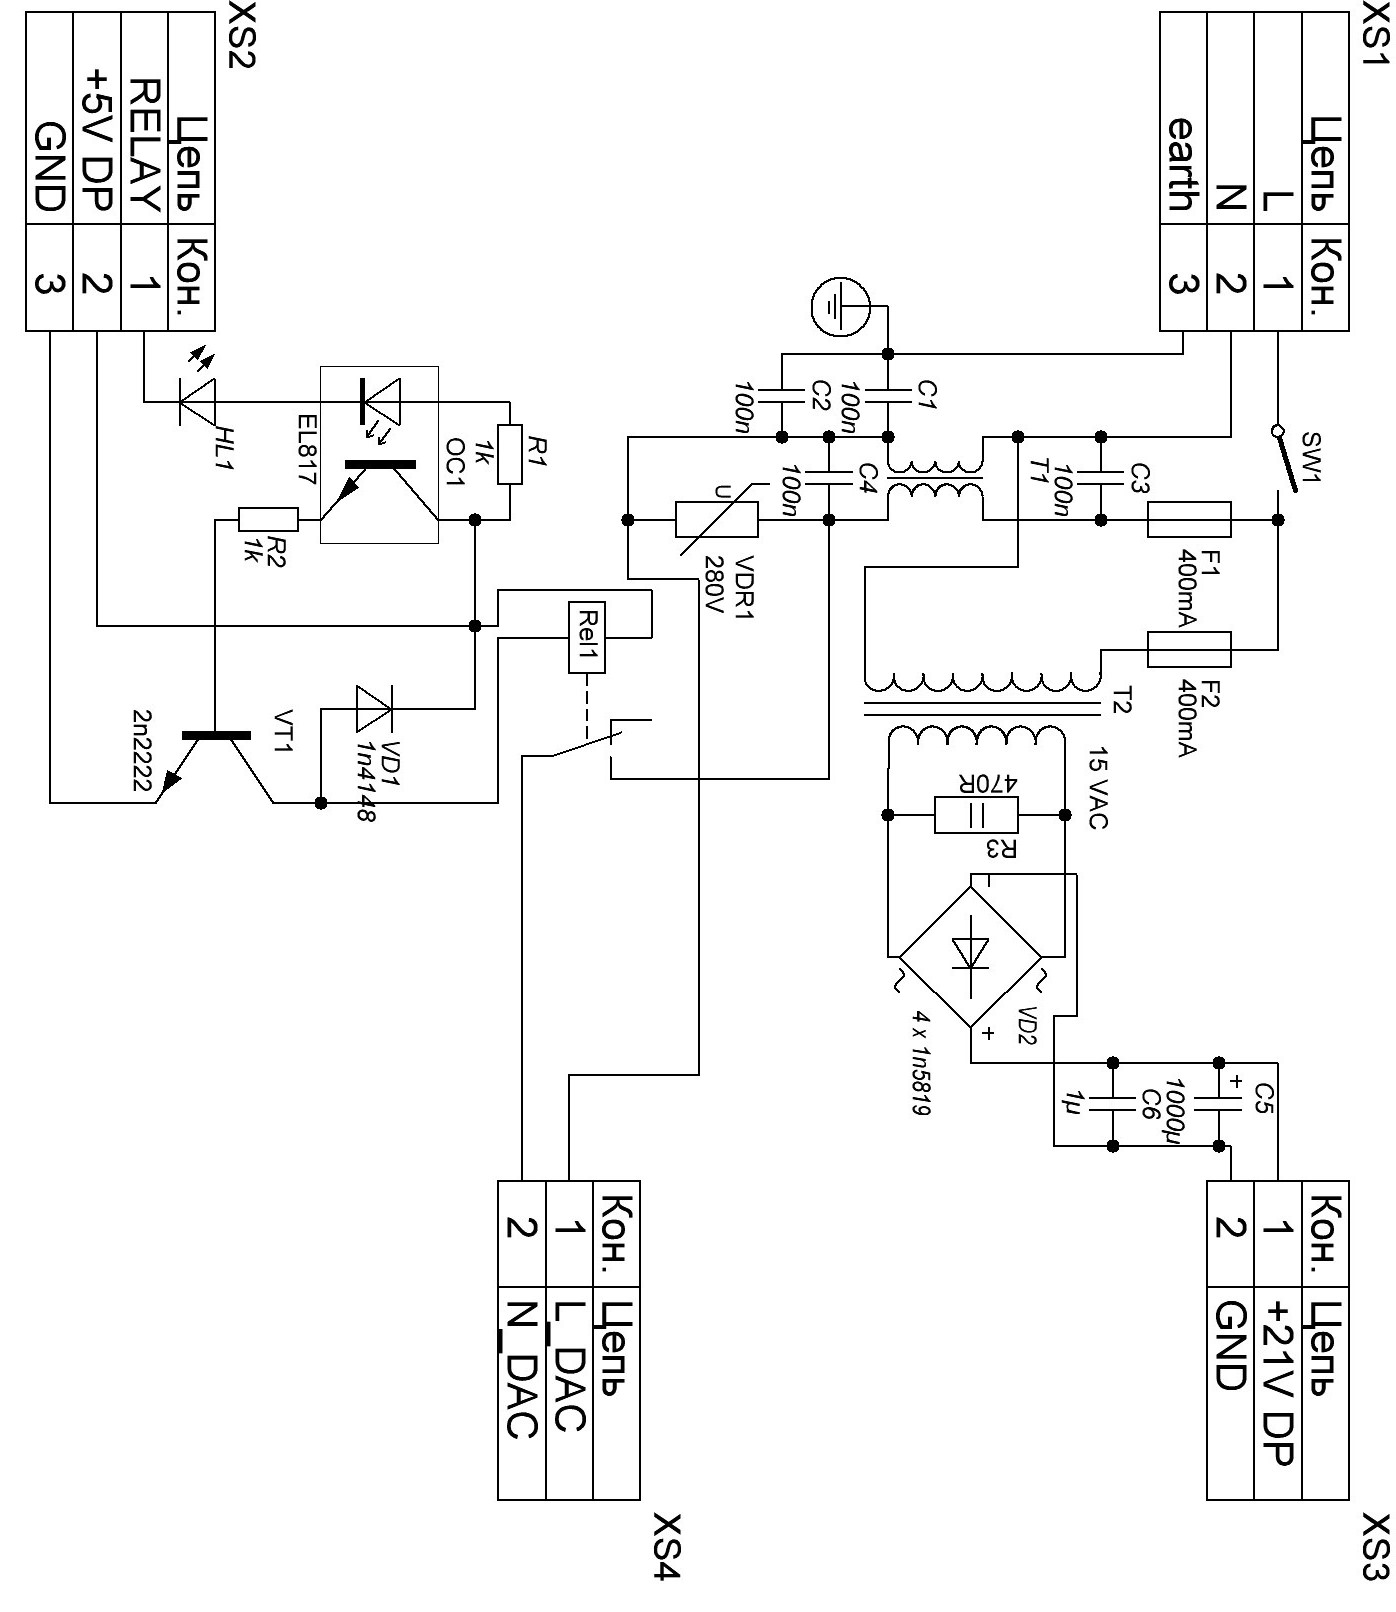 XS1
Цепь Кон.
L 1
N 2
earth 3
SW1
F1
400mA
F2
400mA
C3
100n
T1
C1
100n
C2
100n
C4
100n
U
VDR1
280V
T2
15 VAC
470R
R3
VD2
4 x 1n5819
+
C5
+
1000µ
C6
1µ
XS3
Кон. Цепь
1 +21V DP
2 GND
XS2
Цепь Кон.
RELAY 1
+5V DP 2
GND 3
HL1
EL817
OC1
R1
1k
R2
1k
Rel1
VD1
1n4148
VT1
2n2222
XS4
Кон. Цепь
1 L_DAC
2 N_DAC